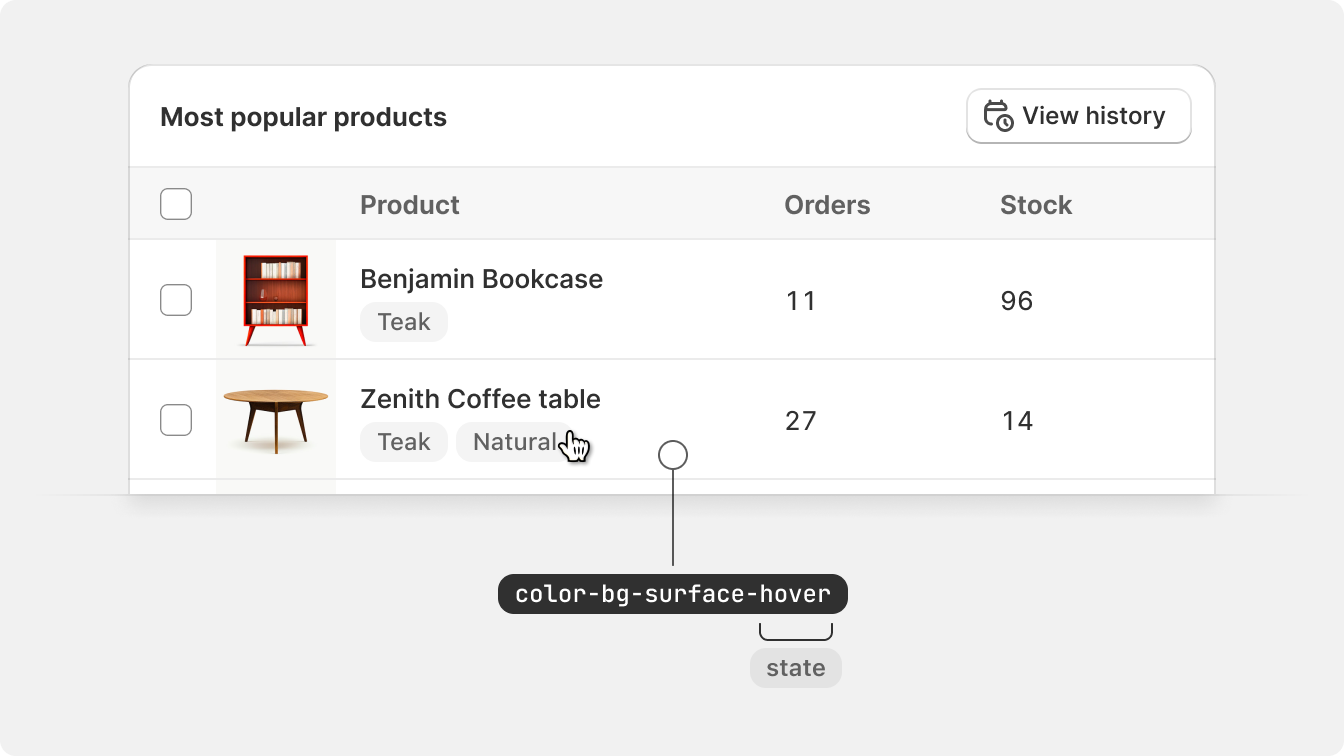 Most popular products
View history
Product Orders Stock
Benjamin Bookcase
Teak
11 96
Zenith Coffee table
Teak Natural
27 14
color-bg-surface-hover
state